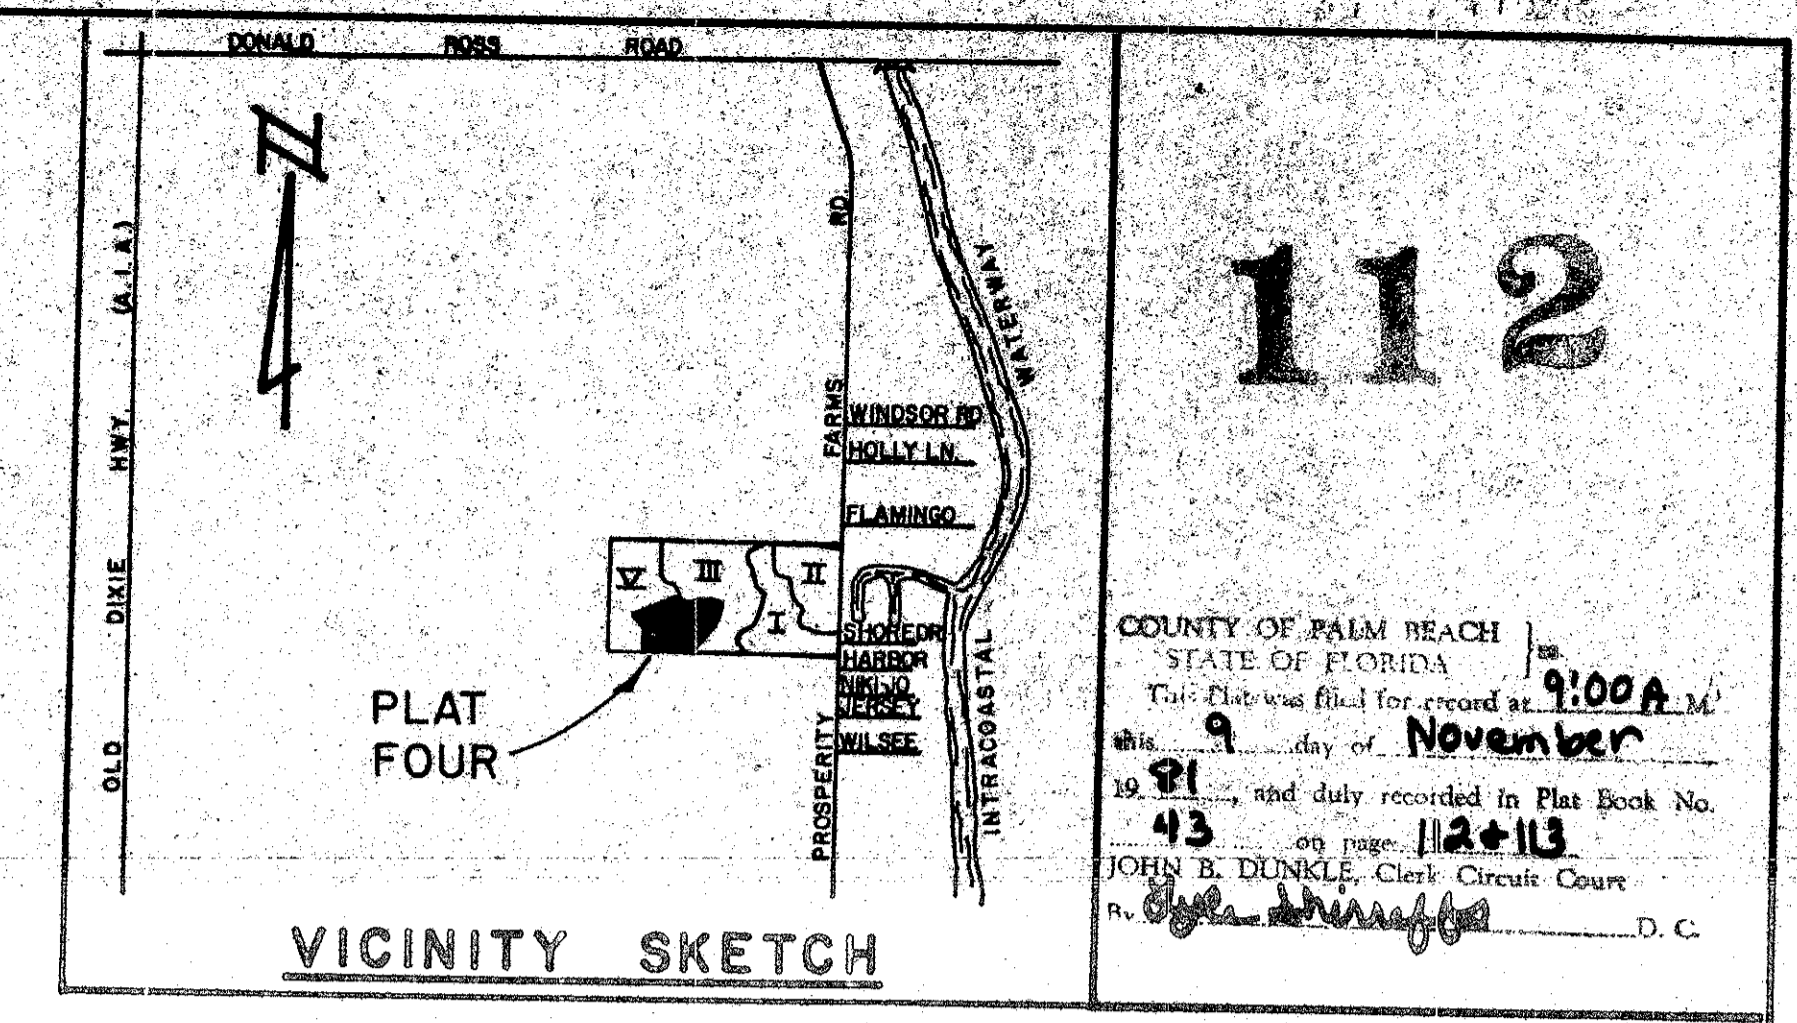 DONALD ROSS ROAD
N
OLD DIXIE HWY. (A.1.A.)
PROSPERITY FARMS RD
INTRACOASTAL WATERWAY
WINDSOR RD
HOLLY LN.
FLAMINGO
V
III
II
I
SHORE DR
HARBOR
NIKI-JO
JERSEY
WILSEE
PLAT
FOUR
VICINITY SKETCH
112
COUNTY OF PALM BEACH
STATE OF FLORIDA
This Plat was filed for record at 9:00 A M.
this 9 day of November
19 81, and duly recorded in Plat Book No.
43 on page 112 + 113
JOHN B. DUNKLE, Clerk Circuit Court
By D. C.